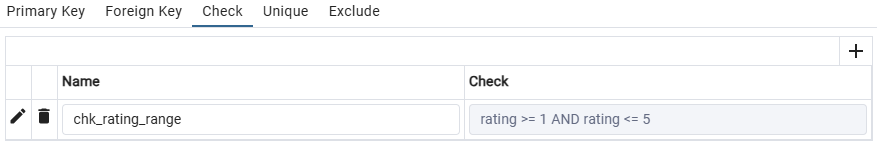 Primary Key Foreign Key Check Unique Exclude
Name Check
chk_rating_range rating >= 1 AND rating <= 5